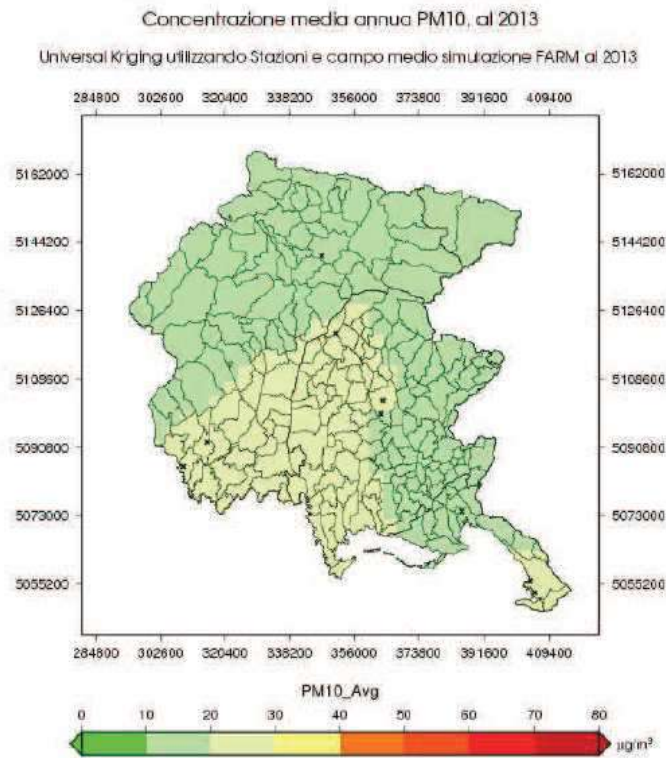 Concentrazione media annua PM10, al 2013
Universal Kriging utilizzando Stazioni e campo medio simulazione FARM al 2013
284800 302600 320400 338200 356000 373800 391600 409400
5162000 5162000
5144200 5144200
5126400 5126400
5108600 5108600
5090800 5090800
5073000 5073000
5055200 5055200
284800 302600 320400 338200 356000 373800 391600 409400
PM10_Avg
0 10 20 30 40 50 60 70 80
µg/m³